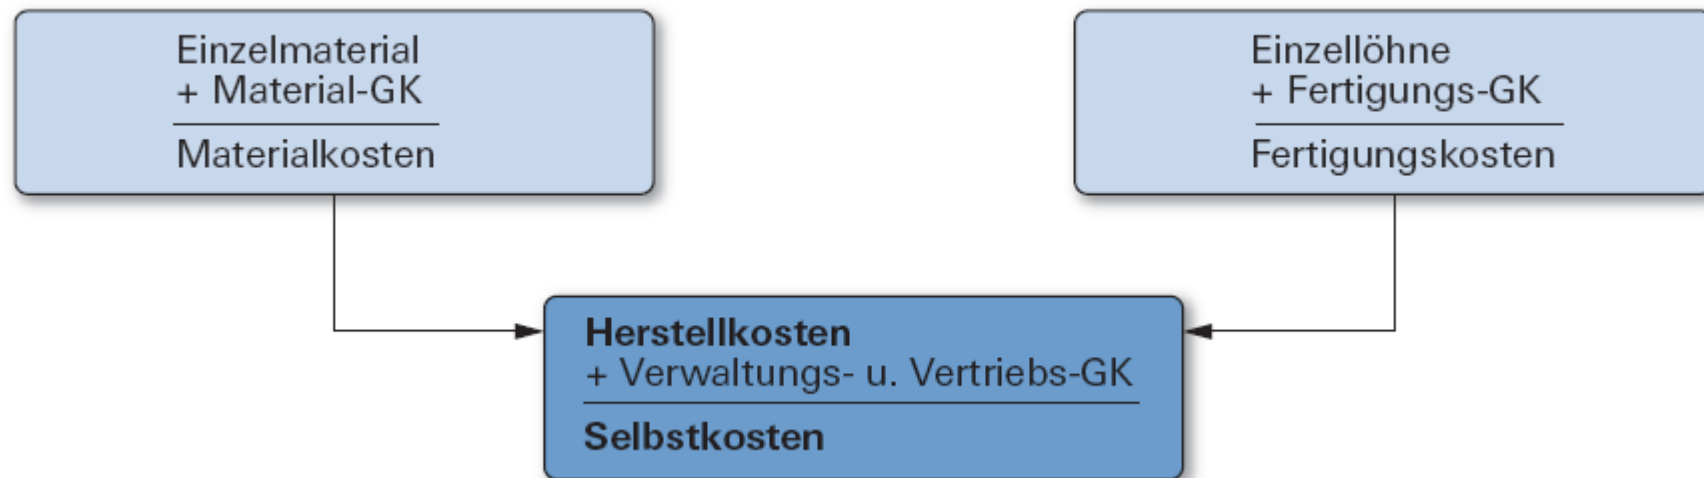 Einzelmaterial
+ Material-GK
Materialkosten
Einzellöhne
+ Fertigungs-GK
Fertigungskosten
Herstellkosten
+ Verwaltungs- u. Vertriebs-GK
Selbstkosten